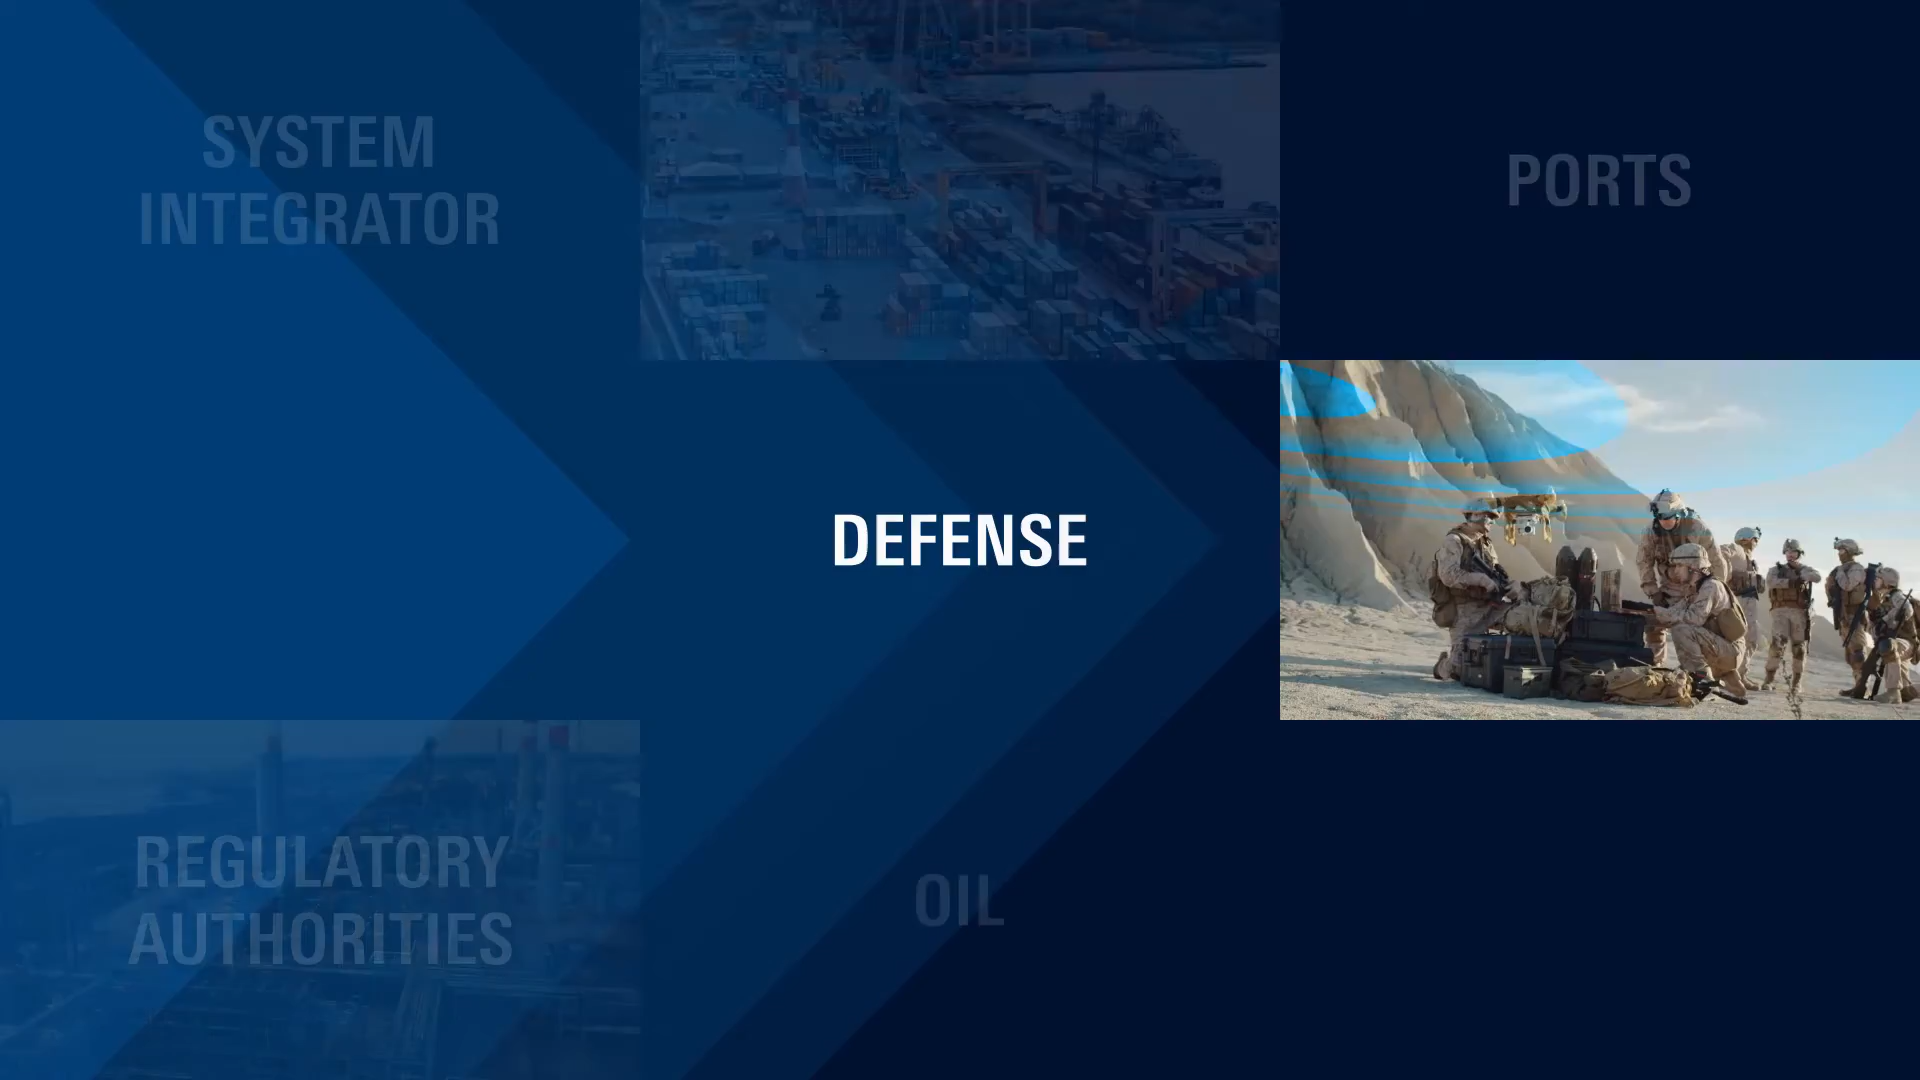 SYSTEM
INTEGRATOR
PORTS
DEFENSE
REGULATORY
AUTHORITIES
OIL